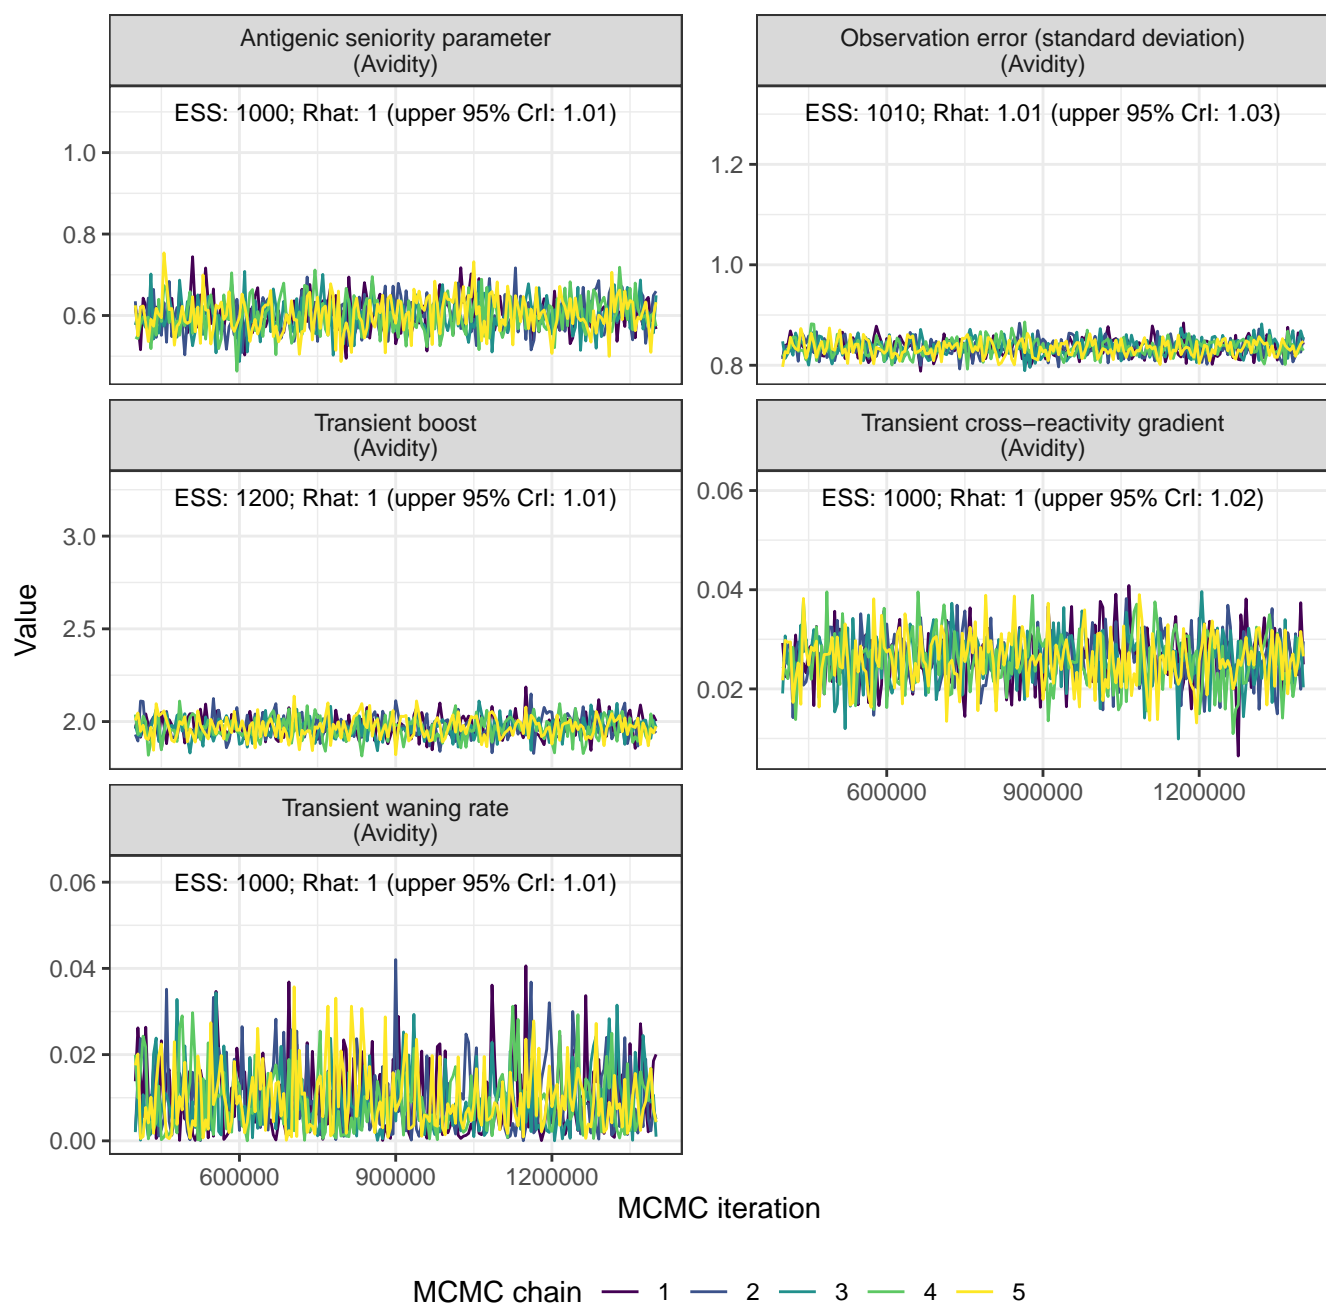 Antigenic seniority parameter
(Avidity)
ESS: 1000; Rhat: 1 (upper 95% CrI: 1.01)
1.0
0.8
0.6
Observation error (standard deviation)
(Avidity)
ESS: 1010; Rhat: 1.01 (upper 95% CrI: 1.03)
1.2
1.0
0.8
Transient boost
(Avidity)
ESS: 1200; Rhat: 1 (upper 95% CrI: 1.01)
3.0
2.5
2.0
Transient cross−reactivity gradient
(Avidity)
ESS: 1000; Rhat: 1 (upper 95% CrI: 1.02)
0.06
0.04
0.02
600000 900000 1200000
Transient waning rate
(Avidity)
ESS: 1000; Rhat: 1 (upper 95% CrI: 1.01)
0.06
0.04
0.02
0.00
600000 900000 1200000
Value
MCMC iteration
MCMC chain 1 2 3 4 5